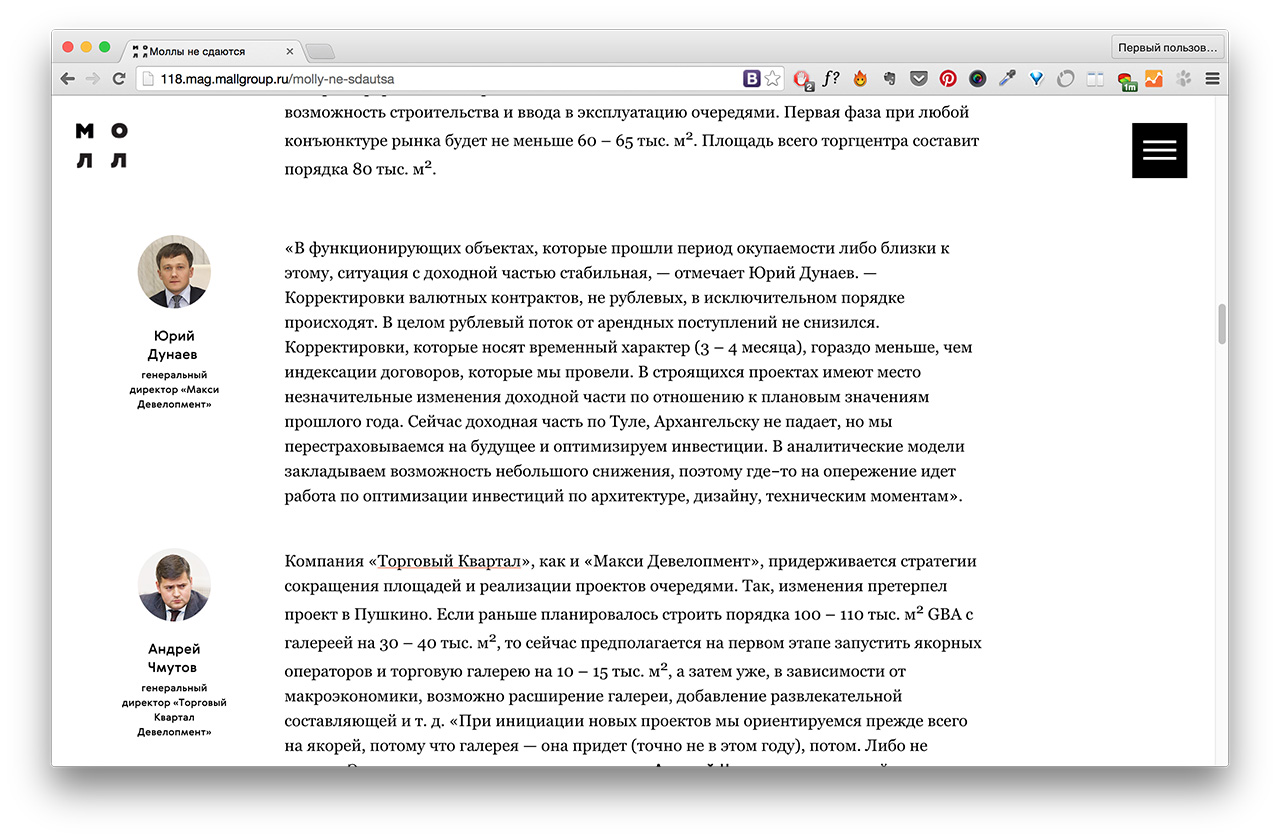 Моллы не сдаются
Первый пользов...
118.mag.mallgroup.ru/molly-ne-sdautsa
B
2
f?
1m
М О
Л Л
возможность строительства и ввода в эксплуатацию очередями. Первая фаза при любой
конъюнктуре рынка будет не меньше 60 – 65 тыс. м². Площадь всего торгцентра составит
порядка 80 тыс. м².
Юрий
Дунаев
генеральный
директор «Макси
Девелопмент»
«В функционирующих объектах, которые прошли период окупаемости либо близки к
этому, ситуация с доходной частью стабильная, — отмечает Юрий Дунаев. —
Корректировки валютных контрактов, не рублевых, в исключительном порядке
происходят. В целом рублевый поток от арендных поступлений не снизился.
Корректировки, которые носят временный характер (3 – 4 месяца), гораздо меньше, чем
индексации договоров, которые мы провели. В строящихся проектах имеют место
незначительные изменения доходной части по отношению к плановым значениям
прошлого года. Сейчас доходная часть по Туле, Архангельску не падает, но мы
перестраховываемся на будущее и оптимизируем инвестиции. В аналитические модели
закладываем возможность небольшого снижения, поэтому где-то на опережение идет
работа по оптимизации инвестиций по архитектуре, дизайну, техническим моментам».
Андрей
Чмутов
генеральный
директор «Торговый
Квартал
Девелопмент»
Компания «Торговый Квартал», как и «Макси Девелопмент», придерживается стратегии
сокращения площадей и реализации проектов очередями. Так, изменения претерпел
проект в Пушкино. Если раньше планировалось строить порядка 100 – 110 тыс. м² GBA с
галереей на 30 – 40 тыс. м², то сейчас предполагается на первом этапе запустить якорных
операторов и торговую галерею на 10 – 15 тыс. м², а затем уже, в зависимости от
макроэкономики, возможно расширение галереи, добавление развлекательной
составляющей и т. д. «При инициации новых проектов мы ориентируемся прежде всего
на якорей, потому что галерея — она придет (точно не в этом году), потом. Либо не